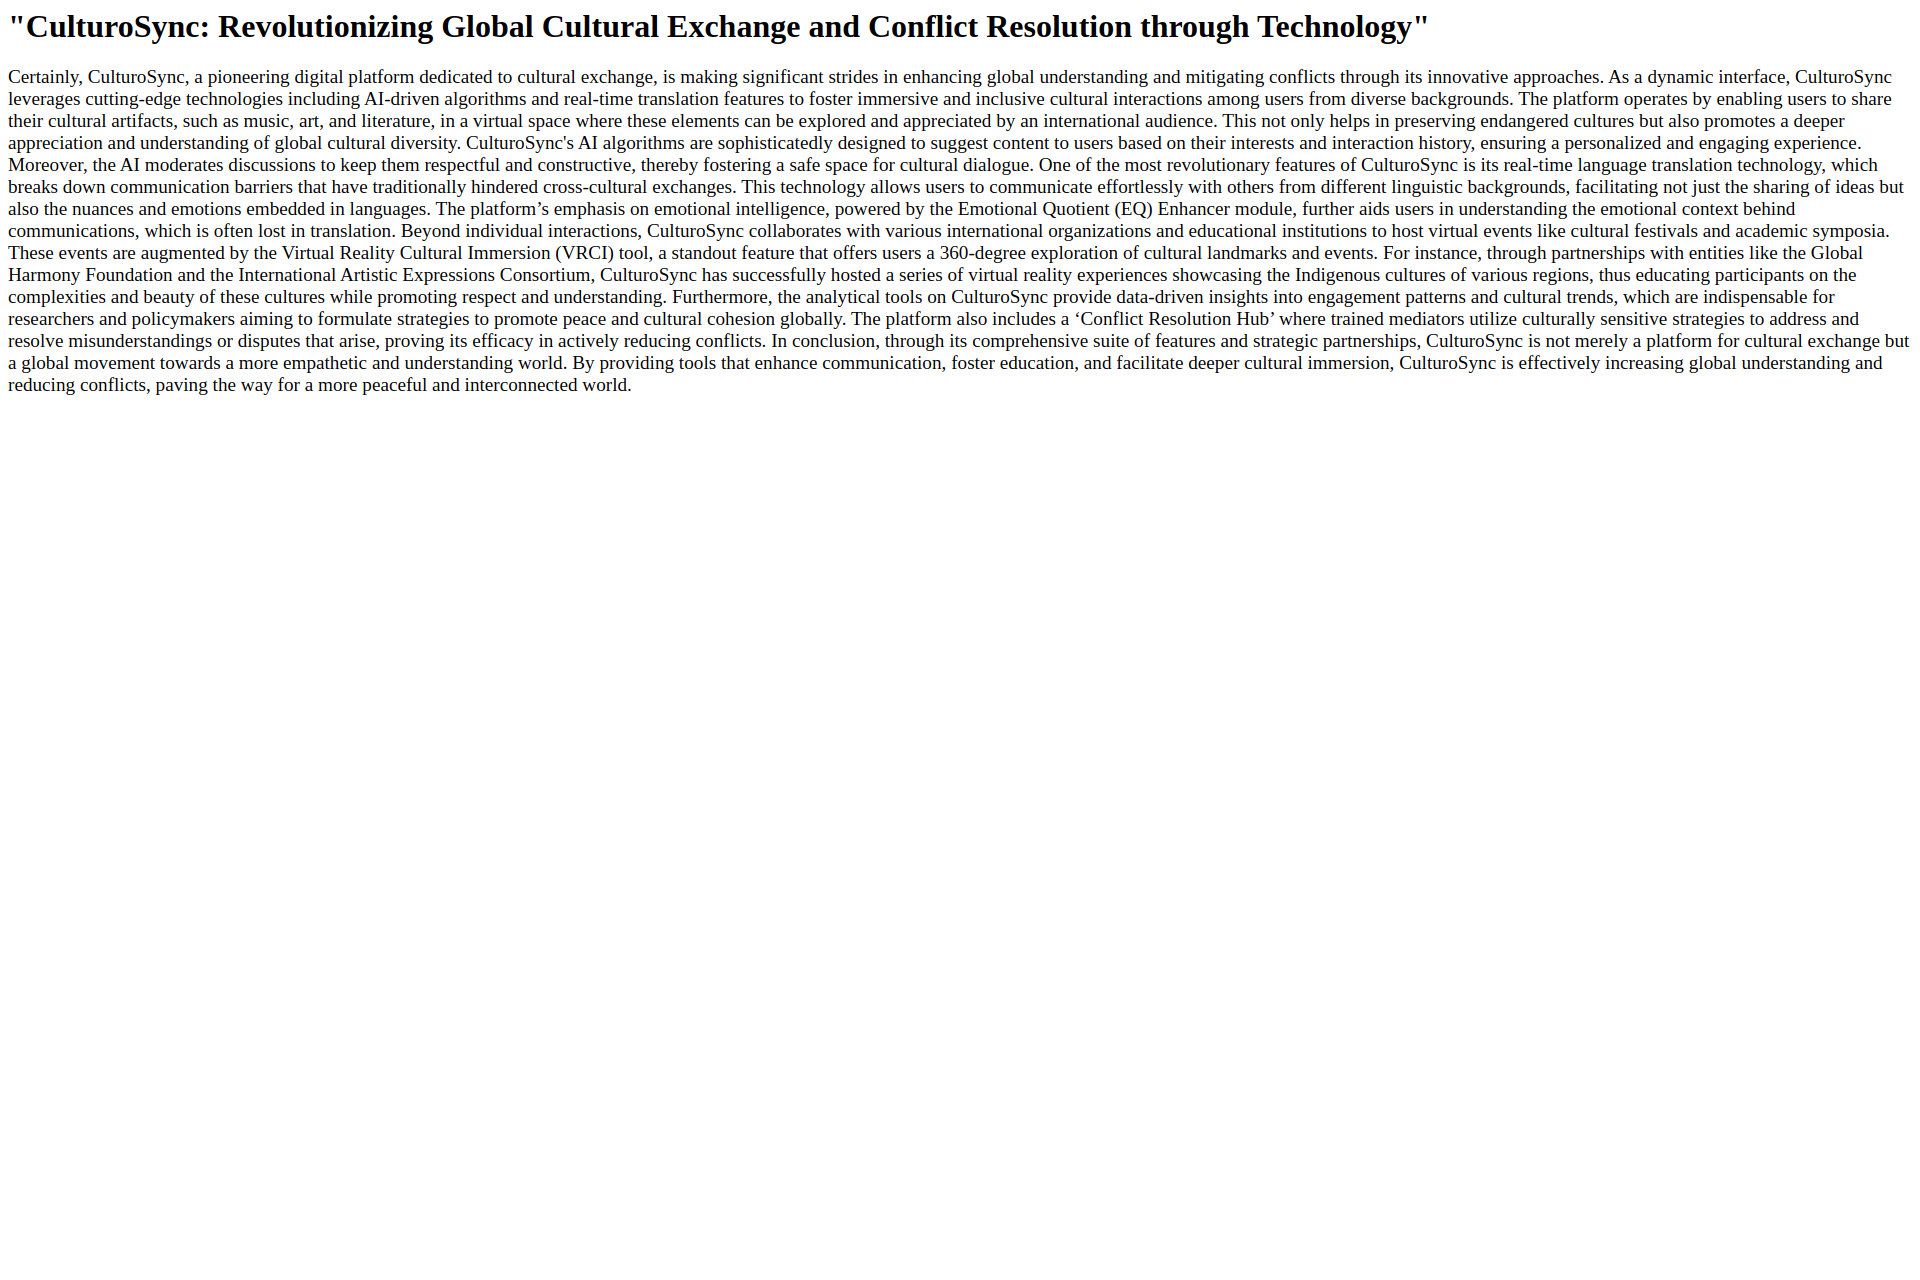 "CulturoSync: Revolutionizing Global Cultural Exchange and Conflict Resolution through Technology"
Certainly, CulturoSync, a pioneering digital platform dedicated to cultural exchange, is making significant strides in enhancing global understanding and mitigating conflicts through its innovative approaches. As a dynamic interface, CulturoSync
leverages cutting-edge technologies including AI-driven algorithms and real-time translation features to foster immersive and inclusive cultural interactions among users from diverse backgrounds. The platform operates by enabling users to share
their cultural artifacts, such as music, art, and literature, in a virtual space where these elements can be explored and appreciated by an international audience. This not only helps in preserving endangered cultures but also promotes a deeper
appreciation and understanding of global cultural diversity. CulturoSync's AI algorithms are sophisticatedly designed to suggest content to users based on their interests and interaction history, ensuring a personalized and engaging experience.
Moreover, the AI moderates discussions to keep them respectful and constructive, thereby fostering a safe space for cultural dialogue. One of the most revolutionary features of CulturoSync is its real-time language translation technology, which
breaks down communication barriers that have traditionally hindered cross-cultural exchanges. This technology allows users to communicate effortlessly with others from different linguistic backgrounds, facilitating not just the sharing of ideas but
also the nuances and emotions embedded in languages. The platform’s emphasis on emotional intelligence, powered by the Emotional Quotient (EQ) Enhancer module, further aids users in understanding the emotional context behind
communications, which is often lost in translation. Beyond individual interactions, CulturoSync collaborates with various international organizations and educational institutions to host virtual events like cultural festivals and academic symposia.
These events are augmented by the Virtual Reality Cultural Immersion (VRCI) tool, a standout feature that offers users a 360-degree exploration of cultural landmarks and events. For instance, through partnerships with entities like the Global
Harmony Foundation and the International Artistic Expressions Consortium, CulturoSync has successfully hosted a series of virtual reality experiences showcasing the Indigenous cultures of various regions, thus educating participants on the
complexities and beauty of these cultures while promoting respect and understanding. Furthermore, the analytical tools on CulturoSync provide data-driven insights into engagement patterns and cultural trends, which are indispensable for
researchers and policymakers aiming to formulate strategies to promote peace and cultural cohesion globally. The platform also includes a ‘Conflict Resolution Hub’ where trained mediators utilize culturally sensitive strategies to address and
resolve misunderstandings or disputes that arise, proving its efficacy in actively reducing conflicts. In conclusion, through its comprehensive suite of features and strategic partnerships, CulturoSync is not merely a platform for cultural exchange but
a global movement towards a more empathetic and understanding world. By providing tools that enhance communication, foster education, and facilitate deeper cultural immersion, CulturoSync is effectively increasing global understanding and
reducing conflicts, paving the way for a more peaceful and interconnected world.